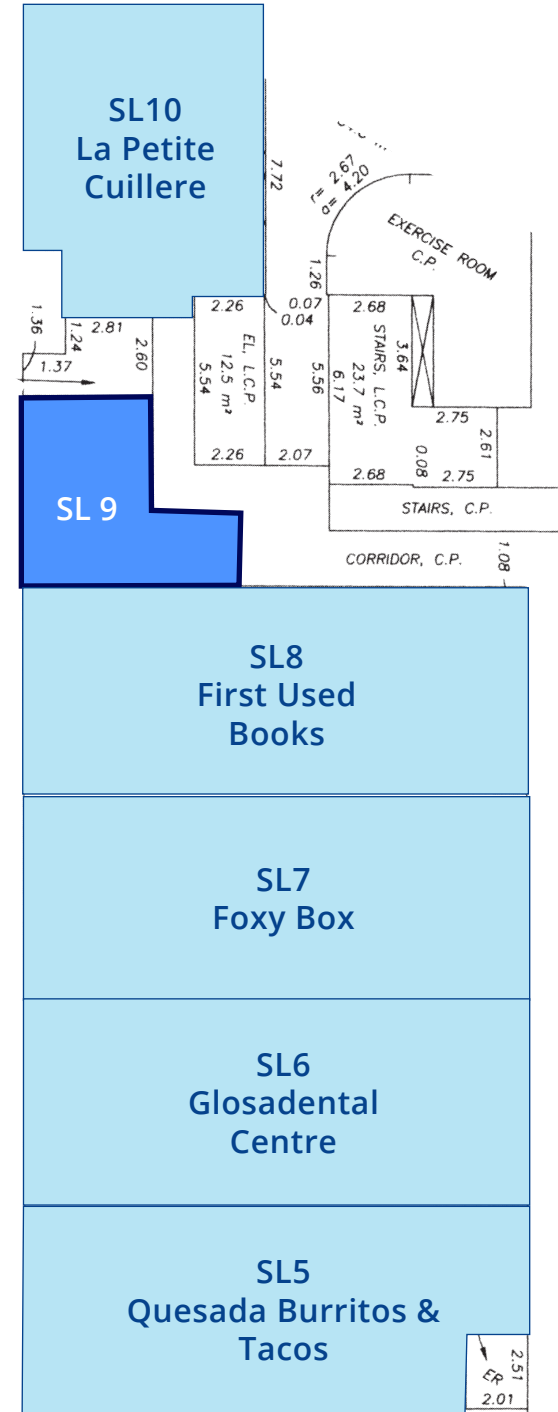 SL10
La Petite
Cuillere
7.72
r= 2.67
a= 4.20
EXERCISE ROOM
C.P.
1.26
1.36
1.24
2.81
2.60
1.37
2.26
0.07
0.04
2.68
EL, L.C.P.
12.5 m²
5.54
5.54
5.56
STAIRS, L.C.P.
23.7 m²
6.17
3.64
2.75
2.61
2.26
2.07
2.68
0.08
2.75
STAIRS, C.P.
CORRIDOR, C.P.
1.08
SL 9
SL8
First Used
Books
SL7
Foxy Box
SL6
Glosadental
Centre
SL5
Quesada Burritos &
Tacos
ER
2.51
2.01